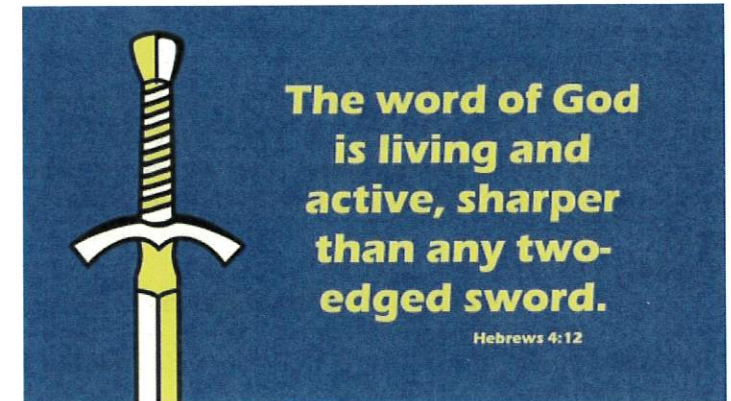 The word of God
is living and
active, sharper
than any two-
edged sword.
Hebrews 4:12